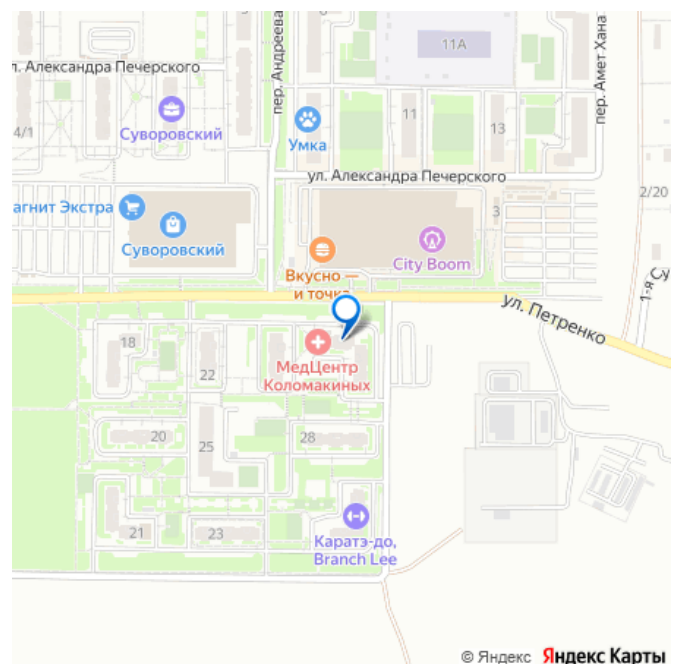 11А
л. Александра Печерского
пер. Андреева
пер. Амет Хана
11
13
4/1
Суворовский
Умка
ул. Александра Печерского
2/20
агнит Экстра
Суворовский
3
City Boom
Вкусно —
и точка
1-я Су
ул. Петренко
18
22
МедЦентр
Коломакиных
20
25
28
21
23
Каратэ-до,
Branch Lee
© Яндекс Яндекс Карты